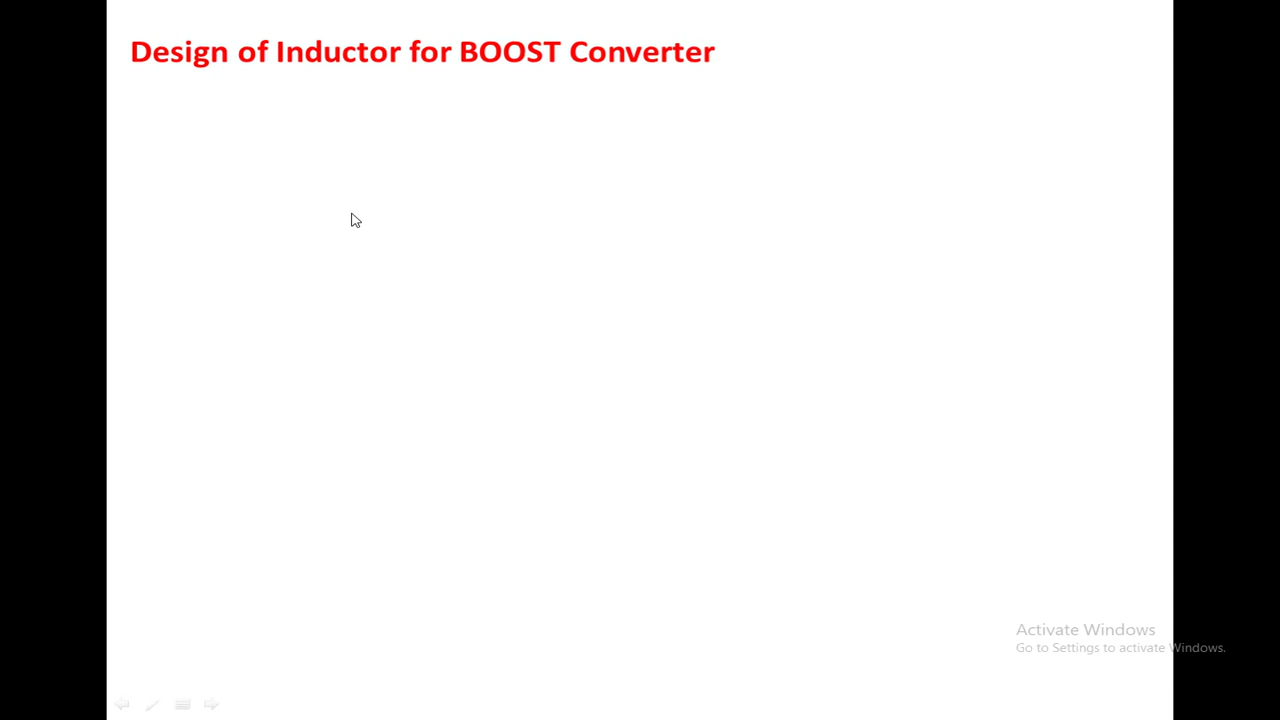 Design of Inductor for BOOST Converter
Activate Windows
Go to Settings to activate Windows.